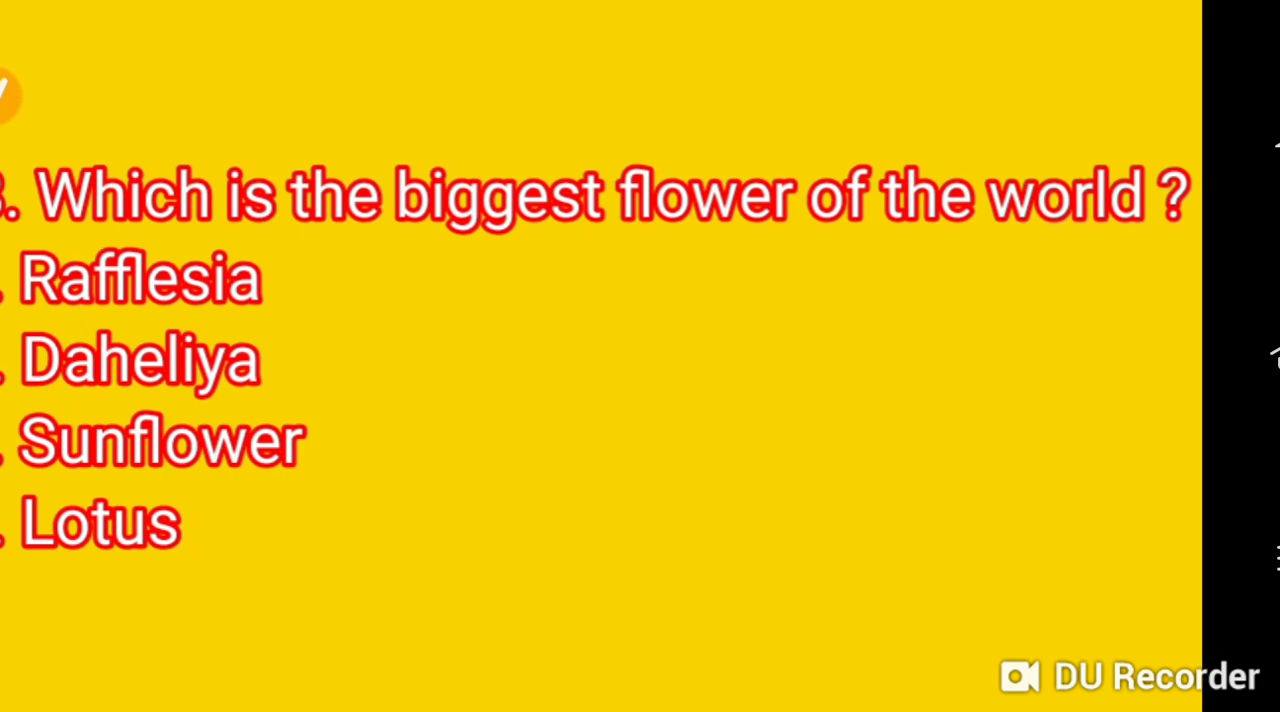 . Which is the biggest flower of the world ?
. Rafflesia
. Daheliya
. Sunflower
. Lotus
DU Recorder